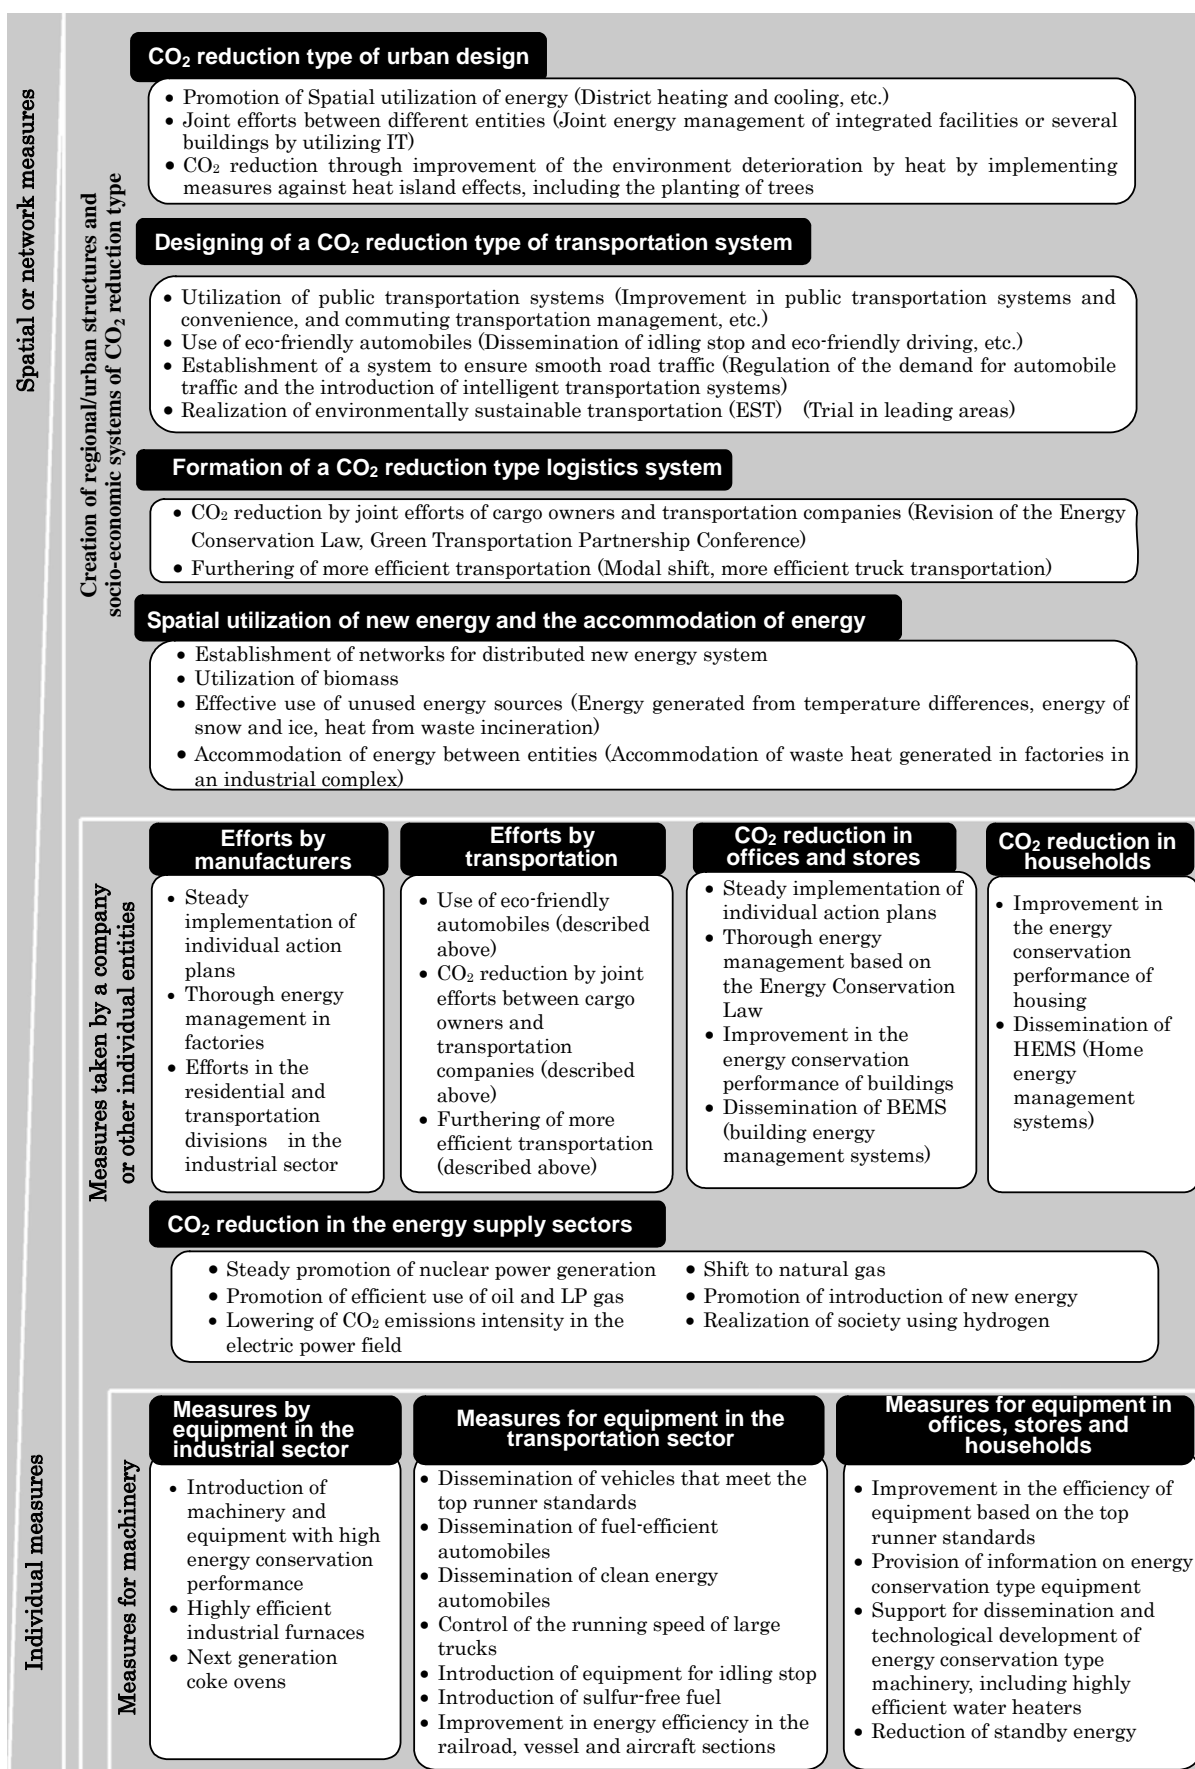 Spatial or network measures
Individual measures
Creation of regional/urban structures and
socio-economic systems of CO₂ reduction type
CO₂ reduction type of urban design
• Promotion of Spatial utilization of energy (District heating and cooling, etc.)
• Joint efforts between different entities (Joint energy management of integrated facilities or several
buildings by utilizing IT)
• CO₂ reduction through improvement of the environment deterioration by heat by implementing
measures against heat island effects, including the planting of trees
Designing of a CO₂ reduction type of transportation system
• Utilization of public transportation systems (Improvement in public transportation systems and
convenience, and commuting transportation management, etc.)
• Use of eco-friendly automobiles (Dissemination of idling stop and eco-friendly driving, etc.)
• Establishment of a system to ensure smooth road traffic (Regulation of the demand for automobile
traffic and the introduction of intelligent transportation systems)
• Realization of environmentally sustainable transportation (EST) (Trial in leading areas)
Formation of a CO₂ reduction type logistics system
• CO₂ reduction by joint efforts of cargo owners and transportation companies (Revision of the Energy
Conservation Law, Green Transportation Partnership Conference)
• Furthering of more efficient transportation (Modal shift, more efficient truck transportation)
Spatial utilization of new energy and the accommodation of energy
• Establishment of networks for distributed new energy system
• Utilization of biomass
• Effective use of unused energy sources (Energy generated from temperature differences, energy of
snow and ice, heat from waste incineration)
• Accommodation of energy between entities (Accommodation of waste heat generated in factories in
an industrial complex)
Measures taken by a company
or other individual entities
Efforts by
manufacturers
• Steady
implementation of
individual action
plans
• Thorough energy
management in
factories
• Efforts in the
residential and
transportation
divisions in the
industrial sector
Efforts by
transportation
• Use of eco-friendly
automobiles (described
above)
• CO₂ reduction by joint
efforts between cargo
owners and
transportation
companies (described
above)
• Furthering of more
efficient transportation
(described above)
CO₂ reduction in
offices and stores
• Steady implementation of
individual action plans
• Thorough energy
management based on
the Energy Conservation
Law
• Improvement in the
energy conservation
performance of buildings
• Dissemination of BEMS
(building energy
management systems)
CO₂ reduction in
households
• Improvement in
the energy
conservation
performance of
housing
• Dissemination of
HEMS (Home
energy
management
systems)
CO₂ reduction in the energy supply sectors
• Steady promotion of nuclear power generation
• Promotion of efficient use of oil and LP gas
• Lowering of CO₂ emissions intensity in the
electric power field
• Shift to natural gas
• Promotion of introduction of new energy
• Realization of society using hydrogen
Measures for machinery
Measures by
equipment in the
industrial sector
• Introduction of
machinery and
equipment with high
energy conservation
performance
• Highly efficient
industrial furnaces
• Next generation
coke ovens
Measures for equipment in the
transportation sector
• Dissemination of vehicles that meet the
top runner standards
• Dissemination of fuel-efficient
automobiles
• Dissemination of clean energy
automobiles
• Control of the running speed of large
trucks
• Introduction of equipment for idling stop
• Introduction of sulfur-free fuel
• Improvement in energy efficiency in the
railroad, vessel and aircraft sections
Measures for equipment in
offices, stores and
households
• Improvement in the efficiency of
equipment based on the top
runner standards
• Provision of information on energy
conservation type equipment
• Support for dissemination and
technological development of
energy conservation type
machinery, including highly
efficient water heaters
• Reduction of standby energy